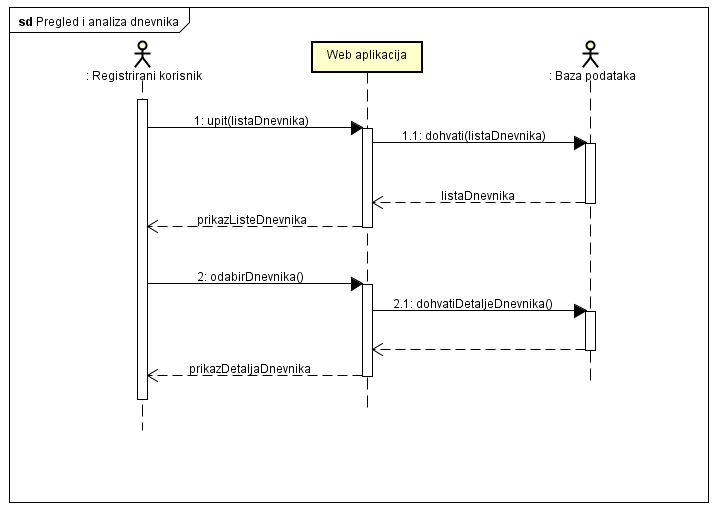 sd Pregled i analiza dnevnika
: Registrirani korisnik
Web aplikacija
: Baza podataka
1: upit(listaDnevnika)
1.1: dohvati(listaDnevnika)
listaDnevnika
prikazListeDnevnika
2: odabirDnevnika()
2.1: dohvatiDetaljeDnevnika()
prikazDetaljaDnevnika